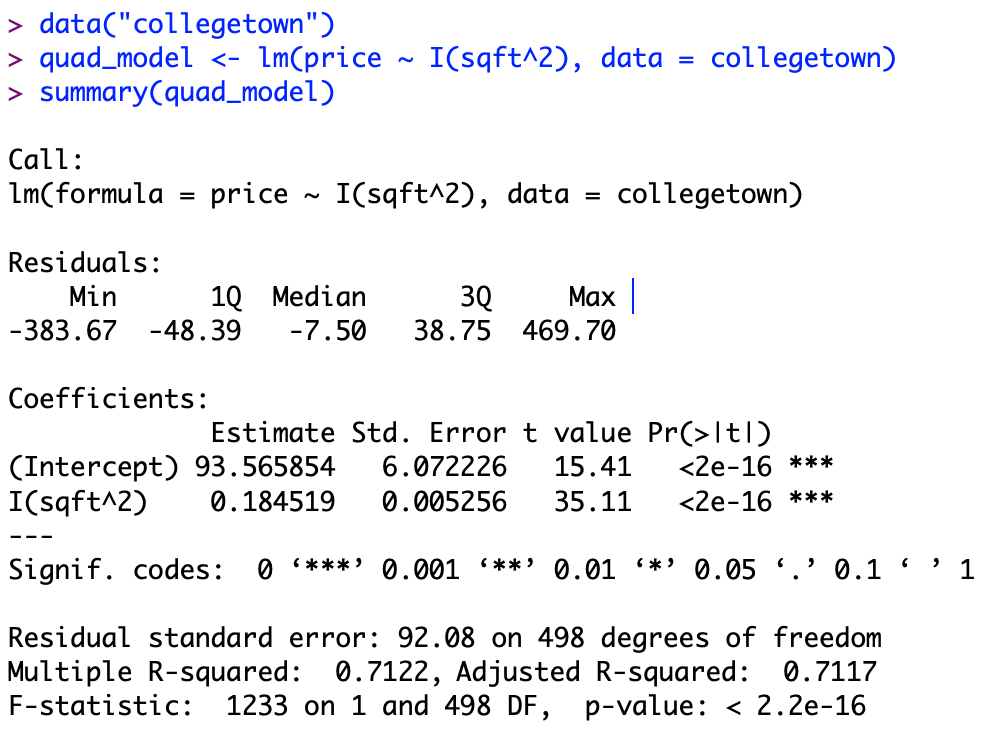 > data("collegetown")
> quad_model <- lm(price ~ I(sqft^2), data = collegetown)
> summary(quad_model)
Call:
lm(formula = price ~ I(sqft^2), data = collegetown)
Residuals:
    Min      1Q  Median      3Q     Max
-383.67  -48.39   -7.50   38.75  469.70
Coefficients:
             Estimate Std. Error t value Pr(>|t|)
(Intercept) 93.565854   6.072226   15.41   <2e-16 ***
I(sqft^2)    0.184519   0.005256   35.11   <2e-16 ***
---
Signif. codes:  0 ‘***’ 0.001 ‘**’ 0.01 ‘*’ 0.05 ‘.’ 0.1 ‘ ’ 1
Residual standard error: 92.08 on 498 degrees of freedom
Multiple R-squared:  0.7122, Adjusted R-squared:  0.7117
F-statistic:  1233 on 1 and 498 DF,  p-value: < 2.2e-16